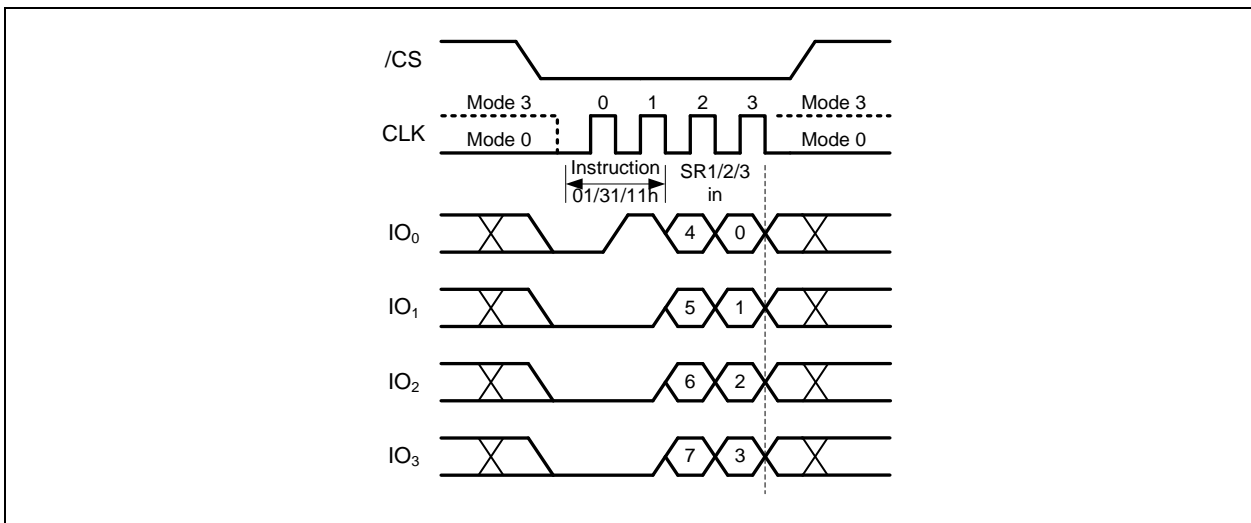 /CS
Mode 3 0 1 2 3 Mode 3
CLK Mode 0 Mode 0
Instruction SR1/2/3
01/31/11h in
IO₀ 4 0
IO₁ 5 1
IO₂ 6 2
IO₃ 7 3